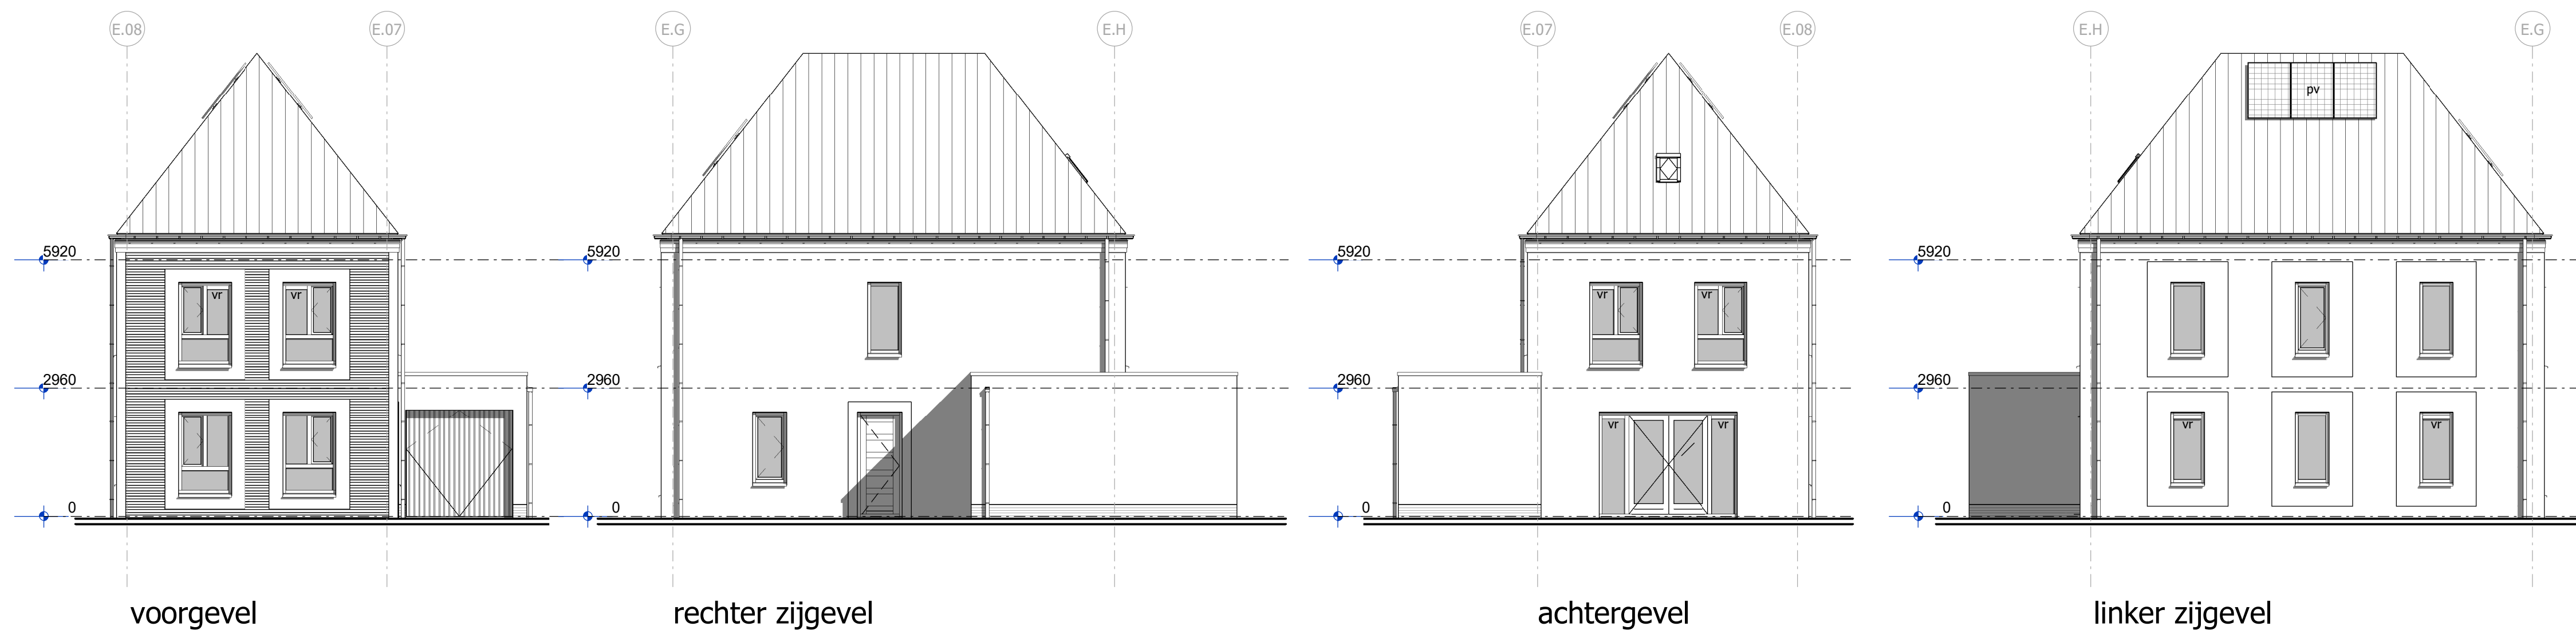 E.08 E.07 E.G E.H E.07 E.08 E.H E.G
pv
5920 5920 5920 5920
vr vr vr vr
2960 2960 2960 2960
vr vr vr vr
0 0 0 0
voorgevel rechter zijgevel achtergevel linker zijgevel